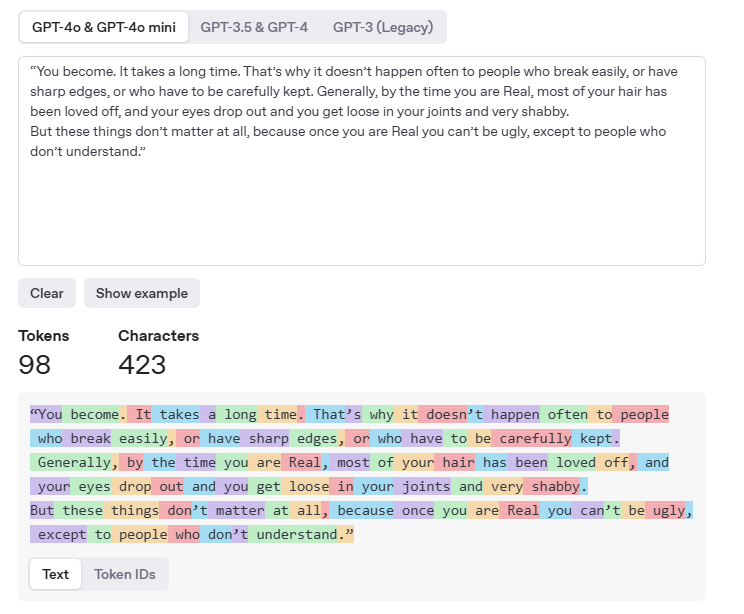 GPT-4o & GPT-4o mini GPT-3.5 & GPT-4 GPT-3 (Legacy)
“You become. It takes a long time. That’s why it doesn’t happen often to people who break easily, or have
sharp edges, or who have to be carefully kept. Generally, by the time you are Real, most of your hair has
been loved off, and your eyes drop out and you get loose in your joints and very shabby.
But these things don’t matter at all, because once you are Real you can’t be ugly, except to people who
don’t understand.”
Clear Show example
Tokens Characters
98 423
“You become. It takes a long time. That’s why it doesn’t happen often to people
who break easily, or have sharp edges, or who have to be carefully kept.
Generally, by the time you are Real, most of your hair has been loved off, and
your eyes drop out and you get loose in your joints and very shabby.
But these things don’t matter at all, because once you are Real you can’t be ugly,
except to people who don’t understand.”
Text Token IDs